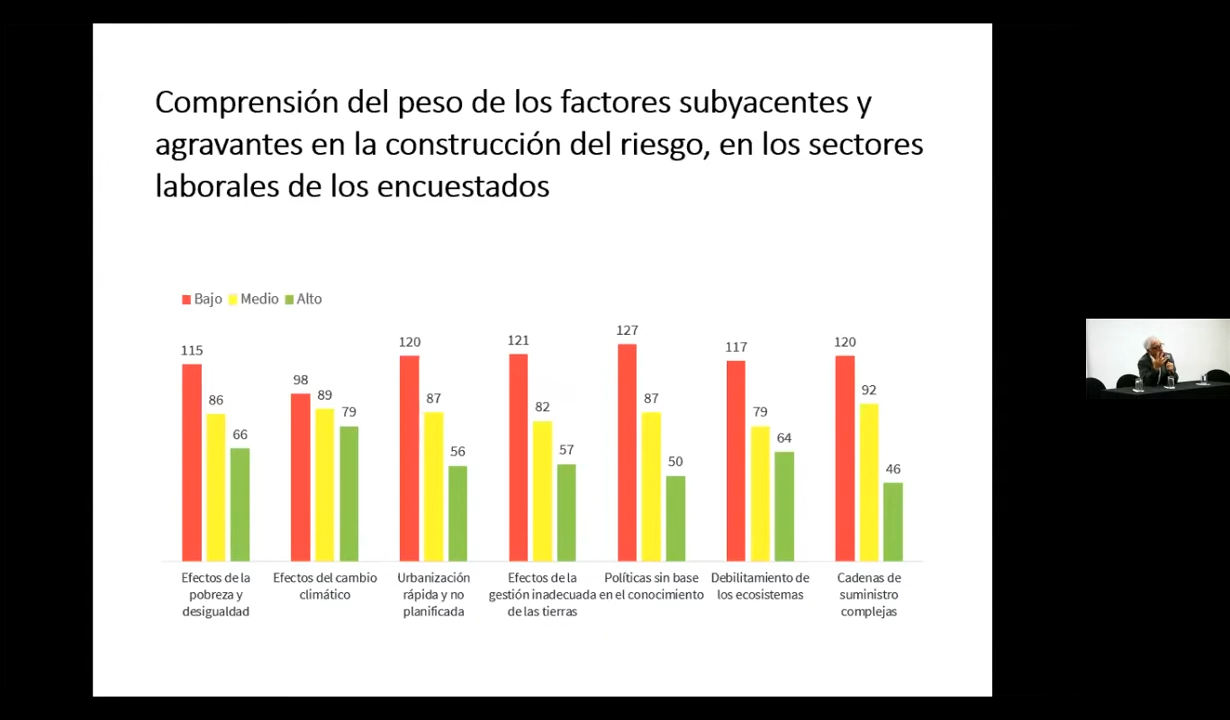 Comprensión del peso de los factores subyacentes y
agravantes en la construcción del riesgo, en los sectores
laborales de los encuestados
Bajo Medio Alto
115 86 66
98 89 79
120 87 56
121 82 57
127 87 50
117 79 64
120 92 46
Efectos de la
pobreza y
desigualdad
Efectos del cambio
climático
Urbanización
rápida y no
planificada
Efectos de la
gestión inadecuada
de las tierras
Políticas sin base
en el conocimiento
Debilitamiento de
los ecosistemas
Cadenas de
suministro
complejas